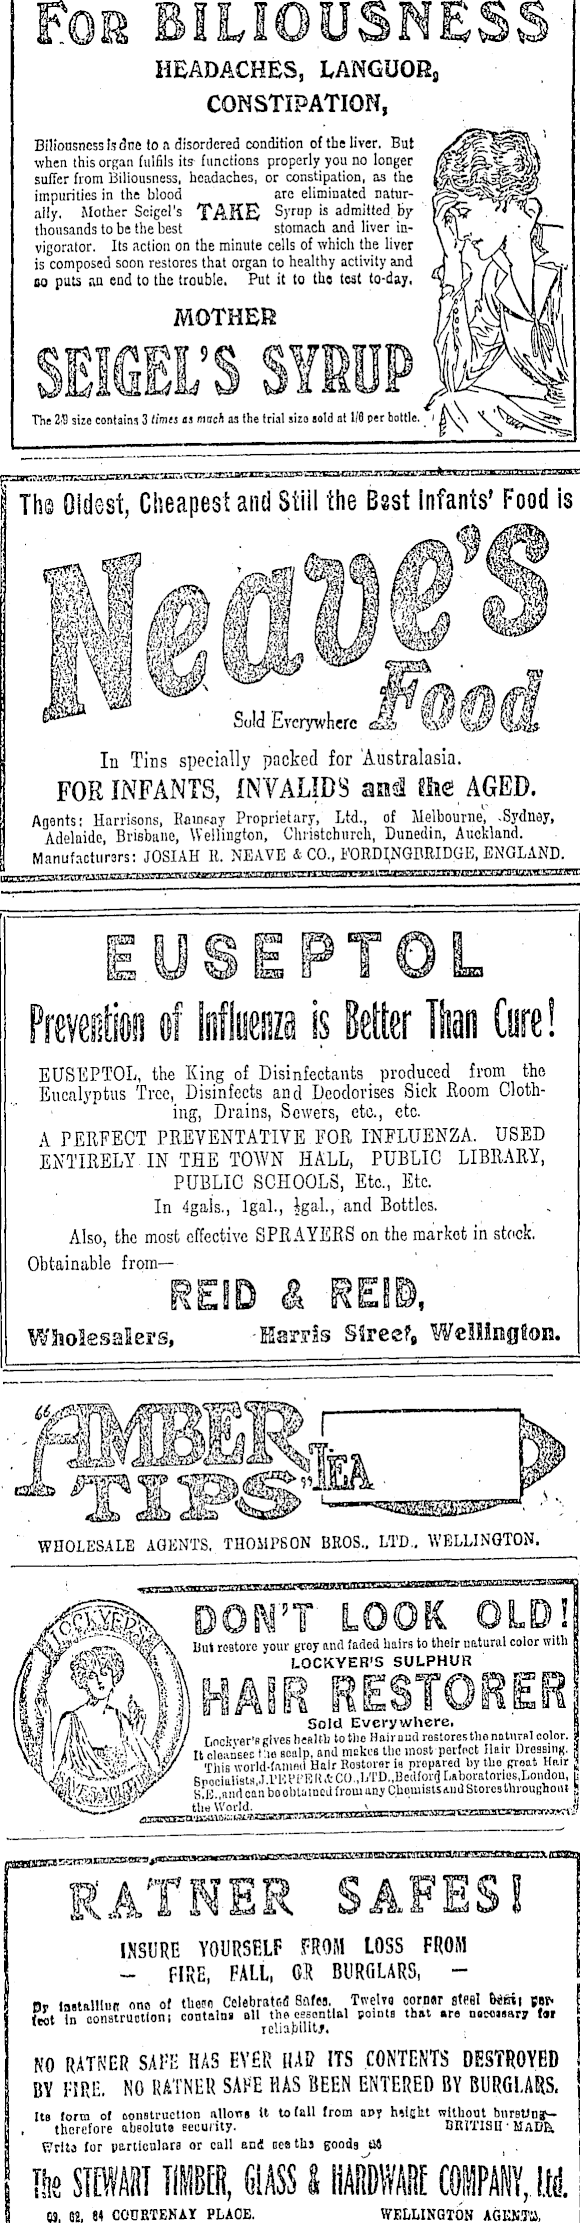 FOR BILIOUSNESS
HEADACHES, LANGUOR,
CONSTIPATION,
Biliousness is due to a disordered condition of the liver. But
when this organ fulfils its functions properly you no longer
suffer from Biliousness, headaches, or constipation, as the
impurities in the blood are eliminated natur-
ally. Mother Seigel's TAKE Syrup is admitted by
thousands to be the best stomach and liver in-
vigorator. Its action on the minute cells of which the liver
is composed soon restores that organ to healthy activity and
so puts an end to the trouble. Put it to the test to-day.
MOTHER
SEIGEL'S SYRUP
The 2/9 size contains 3 times as much as the trial size sold at 1/6 per bottle.
The Oldest, Cheapest and Still the Best Infants' Food is
Neave's
Food
Sold Everywhere
In Tins specially packed for Australasia.
FOR INFANTS, INVALIDS and the AGED.
Agents: Harrisons, Ramsay Proprietary, Ltd., of Melbourne, Sydney,
Adelaide, Brisbane, Wellington, Christchurch, Dunedin, Auckland.
Manufacturers: JOSIAH R. NEAVE & CO., FORDINGBRIDGE, ENGLAND.
EUSEPTOL
Prevention of Influenza is Better Than Cure!
EUSEPTOL, the King of Disinfectants produced from the
Eucalyptus Tree, Disinfects and Deodorises Sick Room Cloth-
ing, Drains, Sewers, etc., etc.
A PERFECT PREVENTATIVE FOR INFLUENZA. USED
ENTIRELY IN THE TOWN HALL, PUBLIC LIBRARY,
PUBLIC SCHOOLS, Etc., Etc.
In 4gals., 1gal., ½gal., and Bottles.
Also, the most effective SPRAYERS on the market in stock.
Obtainable from—
REID & REID,
Wholesalers, Harris Street, Wellington.
"AMBER
TIPS" TEA
WHOLESALE AGENTS, THOMPSON BROS., LTD., WELLINGTON.
LOCKYER'S
DON'T LOOK OLD!
But restore your grey and faded hairs to their natural color with
LOCKYER'S SULPHUR
HAIR RESTORER
Sold Everywhere.
Lockyer's gives health to the Hair and restores the natural color.
It cleanses the scalp, and makes the most perfect Hair Dressing.
This world-famed Hair Restorer is prepared by the great Hair
Specialists, J. PEPPER & CO., LTD., Bedford Laboratories, London,
S.E., and can be obtained from any Chemists and Stores throughout
the World.
RATNER SAFES!
INSURE YOURSELF FROM LOSS FROM
— FIRE, FALL, OR BURGLARS, —
By installing one of these Celebrated Safes. Twelve corner steel bent; per-
fect in construction; contains all the essential points that are necessary for
reliability.
NO RATNER SAFE HAS EVER HAD ITS CONTENTS DESTROYED
BY FIRE. NO RATNER SAFE HAS BEEN ENTERED BY BURGLARS.
Its form of construction allows it to fall from any height without bursting—
therefore absolute security. BRITISH MADE.
Write for particulars or call and see the goods at
The STEWART TIMBER, GLASS & HARDWARE COMPANY, Ltd.
62, 84 COURTENAY PLACE. WELLINGTON AGENTS,